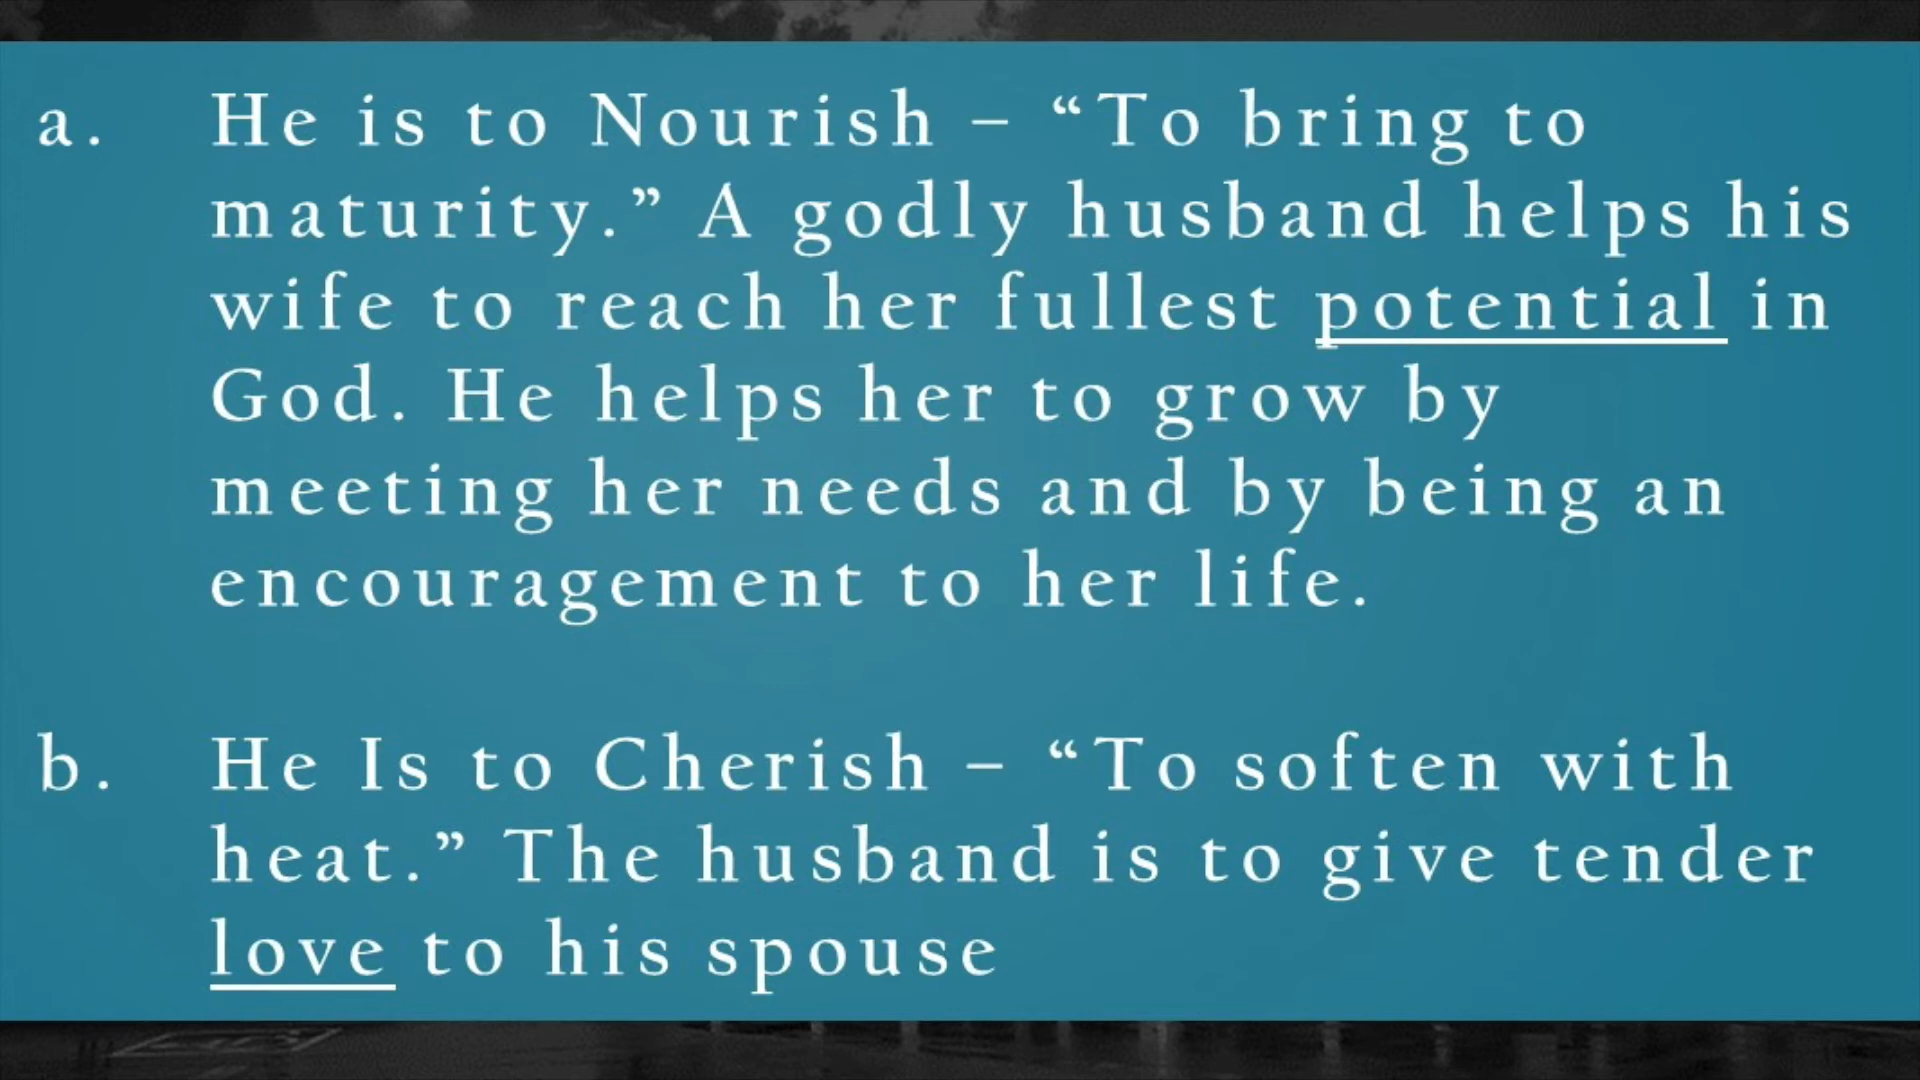 a. He is to Nourish – “To bring to
maturity.” A godly husband helps his
wife to reach her fullest potential in
God. He helps her to grow by
meeting her needs and by being an
encouragement to her life.
b. He Is to Cherish – “To soften with
heat.” The husband is to give tender
love to his spouse